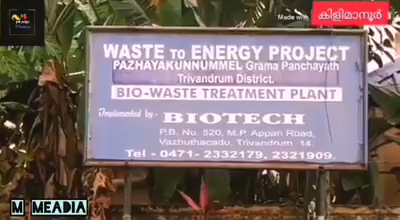 Made with
കിളിമാനൂർ
WASTE TO ENERGY PROJECT
PAZHAYAKUNNUMMEL Grama Panchayath
Trivandrum District.
BIO-WASTE TREATMENT PLANT
Implemented by - BIOTECH
P.B. No. 520, M.P. Appan Road,
Vazhuthacadu, Trivandrum 14.
Tel - 0471- 2332179, 2321909.
M MEADIA